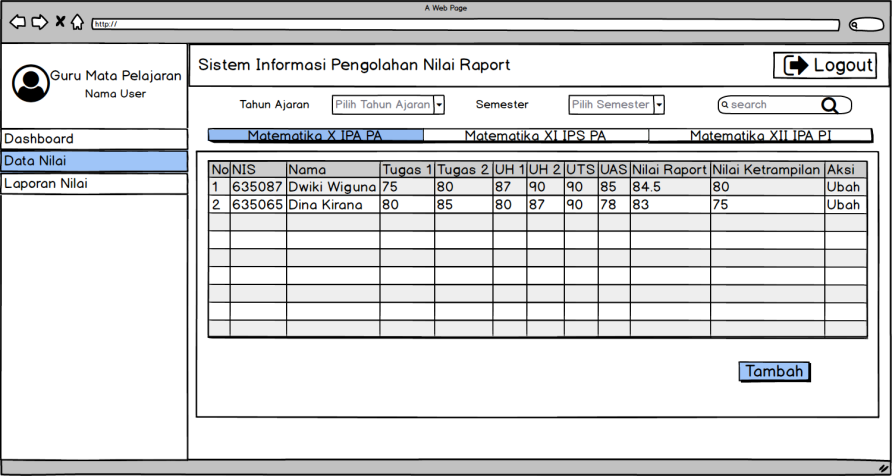 A Web Page
http://
Guru Mata Pelajaran
Nama User
Sistem Informasi Pengolahan Nilai Raport
Logout
Tahun Ajaran Pilih Tahun Ajaran Semester Pilih Semester search
Dashboard
Data Nilai
Laporan Nilai
Matematika X IPA PA Matematika XI IPS PA Matematika XII IPA PI
No NIS Nama Tugas 1 Tugas 2 UH 1 UH 2 UTS UAS Nilai Raport Nilai Ketrampilan Aksi
1 635087 Dwiki Wiguna 75 80 87 90 90 85 84.5 80 Ubah
2 635065 Dina Kirana 80 85 80 87 90 78 83 75 Ubah
Tambah